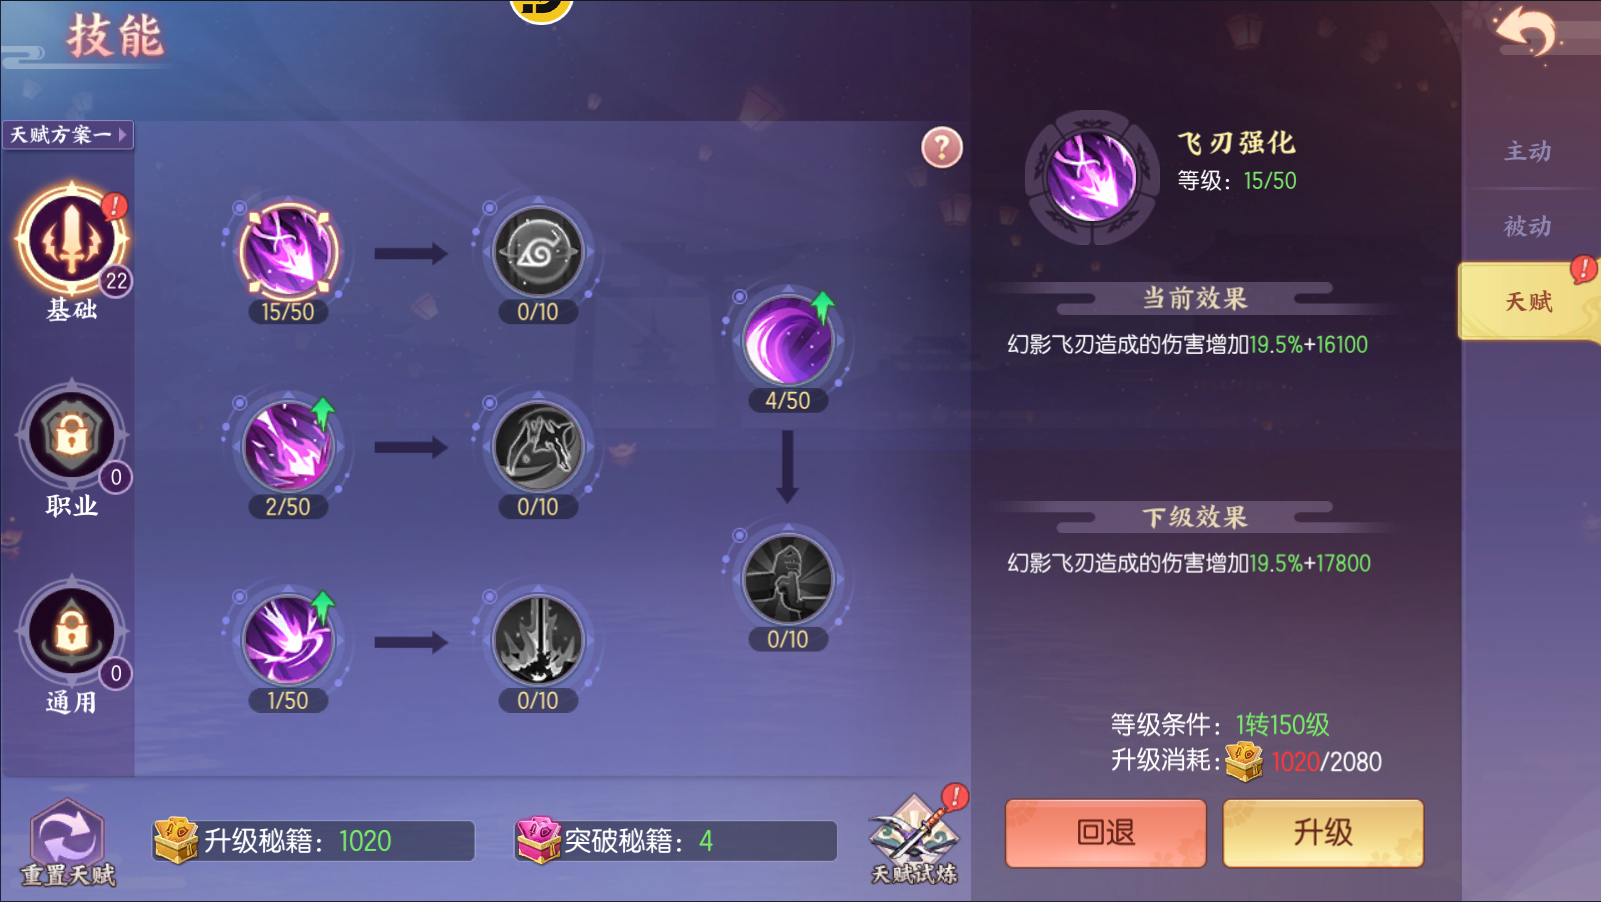 技能
天赋方案一
22
基础
0
职业
0
通用
15/50
0/10
2/50
0/10
1/50
0/10
4/50
0/10
?
飞刃强化
等级：15/50
当前效果
幻影飞刃造成的伤害增加19.5%+16100
下级效果
幻影飞刃造成的伤害增加19.5%+17800
等级条件：1转150级
升级消耗：1020/2080
回退
升级
主动
被动
天赋
重置天赋
升级秘籍：1020
突破秘籍：4
天赋试炼